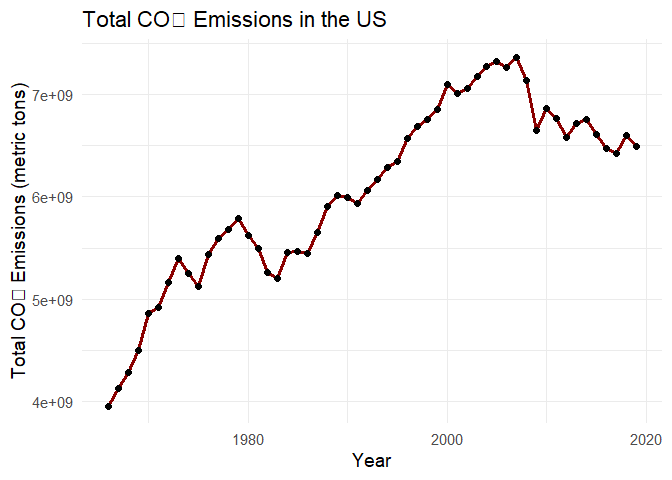 Total CO□ Emissions in the US
Total CO□ Emissions (metric tons)
7e+09
6e+09
5e+09
4e+09
1980
2000
2020
Year